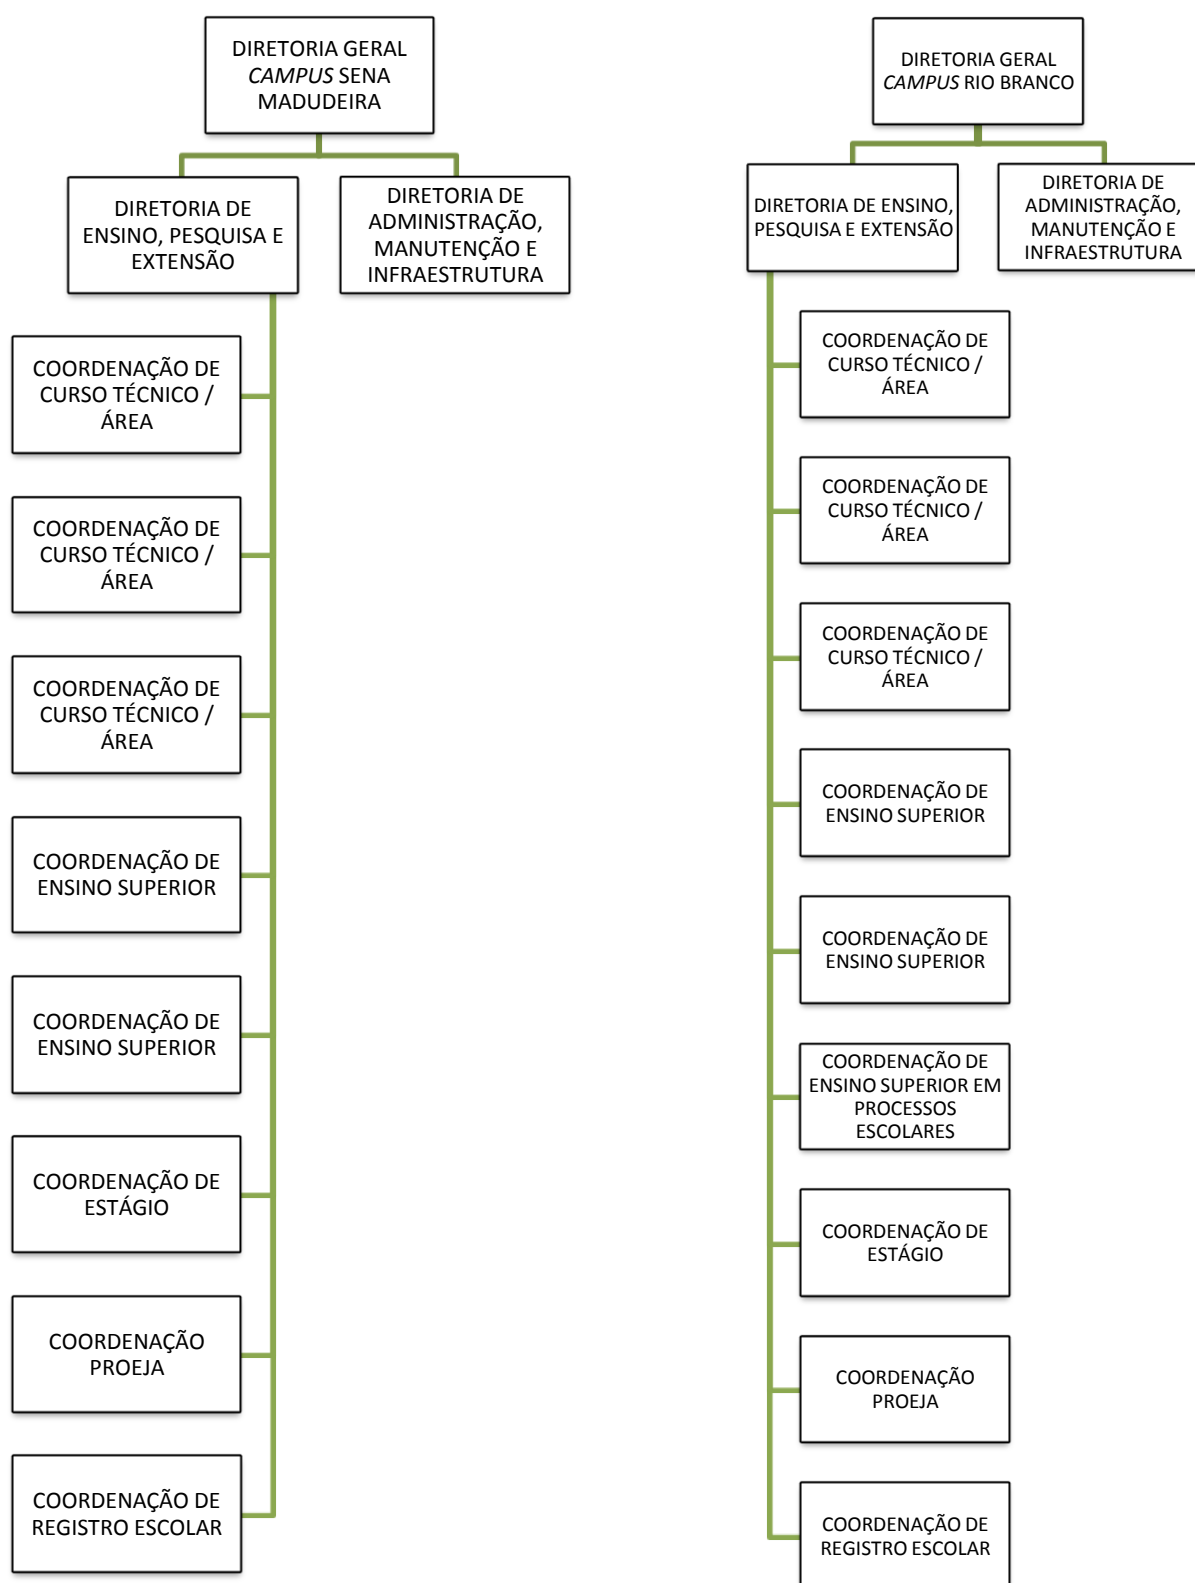 DIRETORIA GERAL
CAMPUS SENA
MADUDEIRA
DIRETORIA DE
ENSINO, PESQUISA E
EXTENSÃO
DIRETORIA DE
ADMINISTRAÇÃO,
MANUTENÇÃO E
INFRAESTRUTURA
COORDENAÇÃO DE
CURSO TÉCNICO /
ÁREA
COORDENAÇÃO DE
CURSO TÉCNICO /
ÁREA
COORDENAÇÃO DE
CURSO TÉCNICO /
ÁREA
COORDENAÇÃO DE
ENSINO SUPERIOR
COORDENAÇÃO DE
ENSINO SUPERIOR
COORDENAÇÃO DE
ESTÁGIO
COORDENAÇÃO
PROEJA
COORDENAÇÃO DE
REGISTRO ESCOLAR
DIRETORIA GERAL
CAMPUS RIO BRANCO
DIRETORIA DE ENSINO,
PESQUISA E EXTENSÃO
DIRETORIA DE
ADMINISTRAÇÃO,
MANUTENÇÃO E
INFRAESTRUTURA
COORDENAÇÃO DE
CURSO TÉCNICO /
ÁREA
COORDENAÇÃO DE
CURSO TÉCNICO /
ÁREA
COORDENAÇÃO DE
CURSO TÉCNICO /
ÁREA
COORDENAÇÃO DE
ENSINO SUPERIOR
COORDENAÇÃO DE
ENSINO SUPERIOR
COORDENAÇÃO DE
ENSINO SUPERIOR EM
PROCESSOS
ESCOLARES
COORDENAÇÃO DE
ESTÁGIO
COORDENAÇÃO
PROEJA
COORDENAÇÃO DE
REGISTRO ESCOLAR